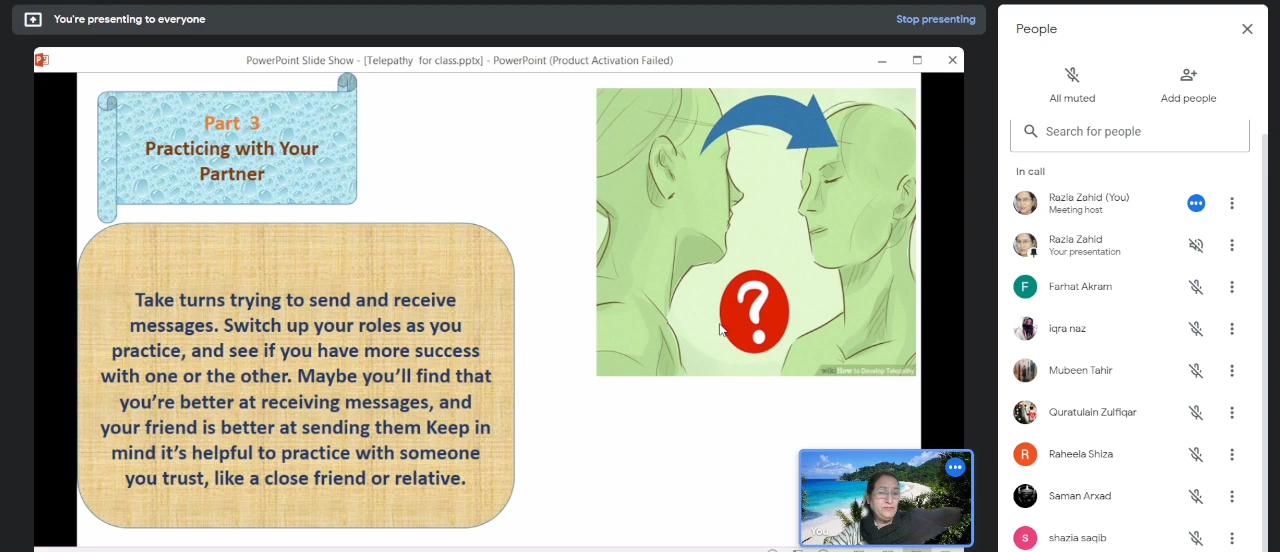 You're presenting to everyone
Stop presenting
PowerPoint Slide Show - [Telepathy for class.pptx] - PowerPoint (Product Activation Failed)
Part 3
Practicing with Your
Partner
Take turns trying to send and receive
messages. Switch up your roles as you
practice, and see if you have more success
with one or the other. Maybe you'll find that
you're better at receiving messages, and
your friend is better at sending them Keep in
mind it's helpful to practice with someone
you trust, like a close friend or relative.
?
wikiHow to Develop Telepathy
You
People
All muted
Add people
Search for people
In call
Razia Zahid (You)
Meeting host
Razia Zahid
Your presentation
F Farhat Akram
iqra naz
Mubeen Tahir
Quratulain Zulfiqar
R Raheela Shiza
Saman Arxad
s shazia saqib